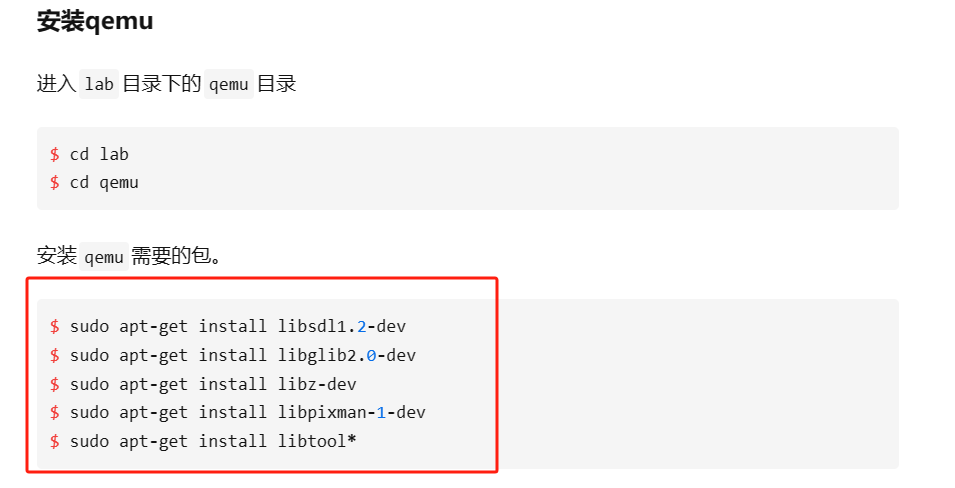 安装qemu
进入 lab 目录下的 qemu 目录
$ cd lab
$ cd qemu
安装 qemu 需要的包。
$ sudo apt-get install libsdl1.2-dev
$ sudo apt-get install libglib2.0-dev
$ sudo apt-get install libz-dev
$ sudo apt-get install libpixman-1-dev
$ sudo apt-get install libtool*